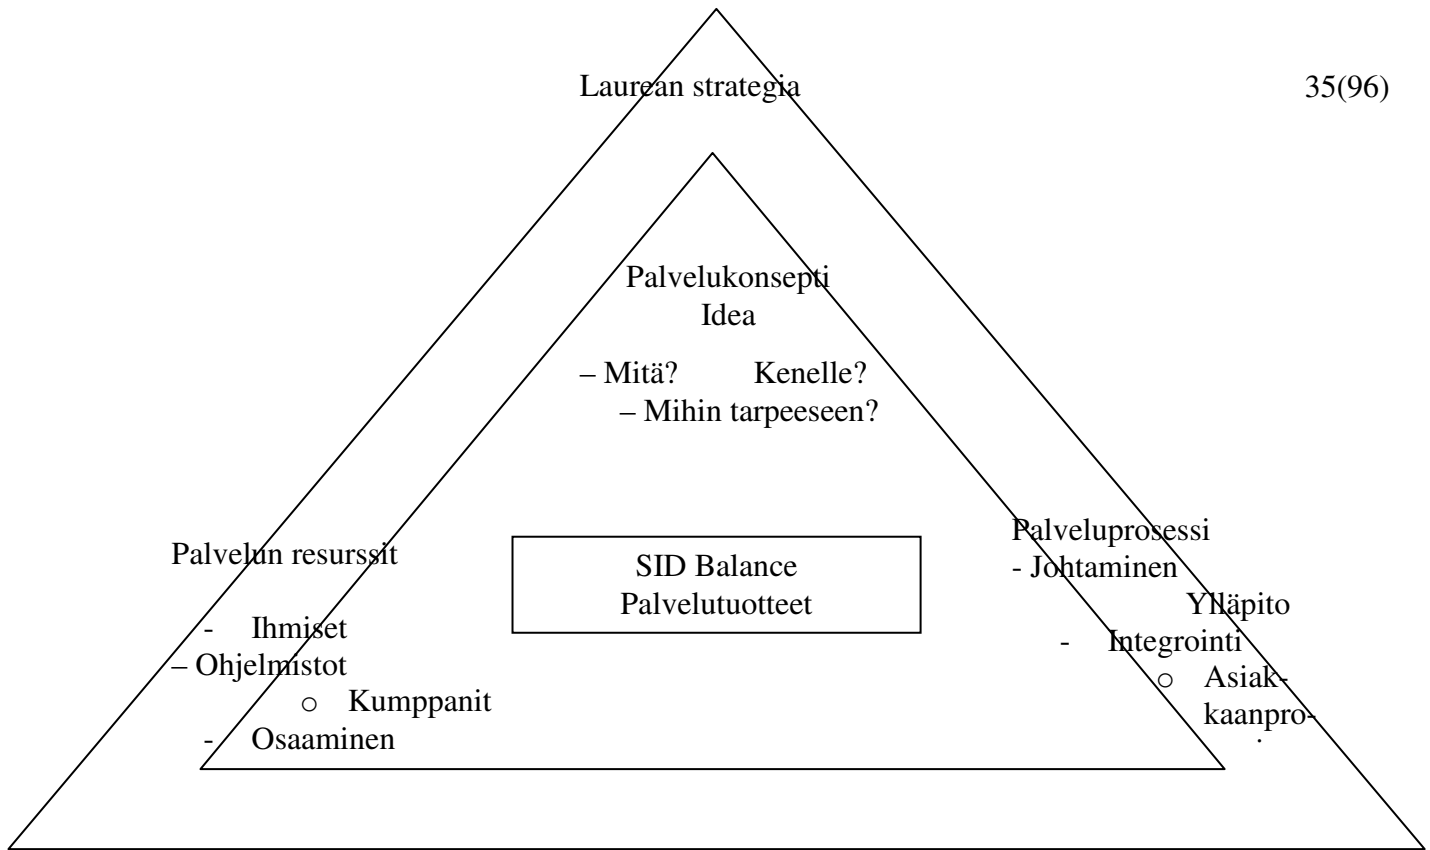 Laurean strategia
35(96)
Palvelukonsepti
Idea
– Mitä? Kenelle?
– Mihin tarpeeseen?
SID Balance
Palvelutuotteet
Palvelun resurssit
- Ihmiset
– Ohjelmistot
o Kumppanit
- Osaaminen
Palveluprosessi
- Johtaminen
Ylläpito
- Integrointi
o Asiak-
kaanpro-